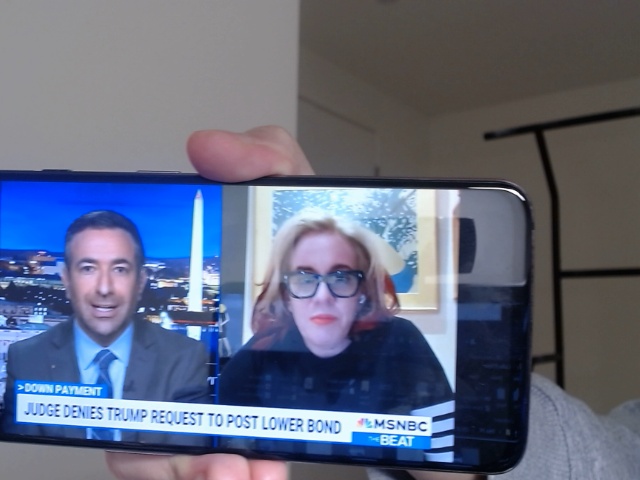 >DOWN PAYMENT
JUDGE DENIES TRUMP REQUEST TO POST LOWER BOND
MSNBC
THE BEAT